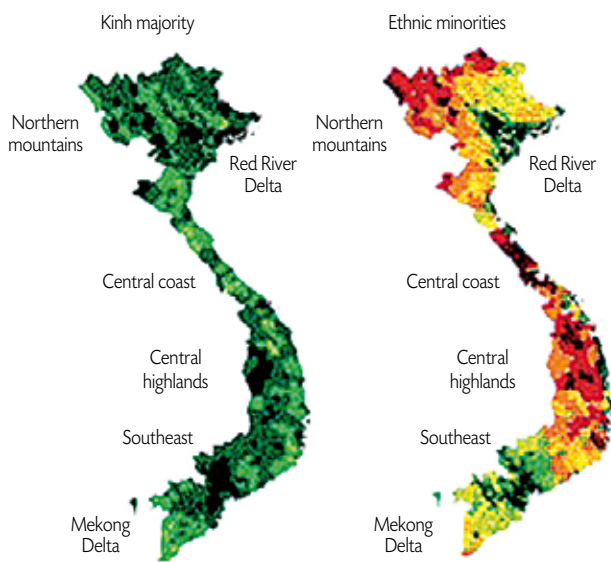 Kinh majority
Northern
mountains
Red River
Delta
Central coast
Central
highlands
Southeast
Mekong
Delta
Ethnic minorities
Northern
mountains
Red River
Delta
Central coast
Central
highlands
Southeast
Mekong
Delta